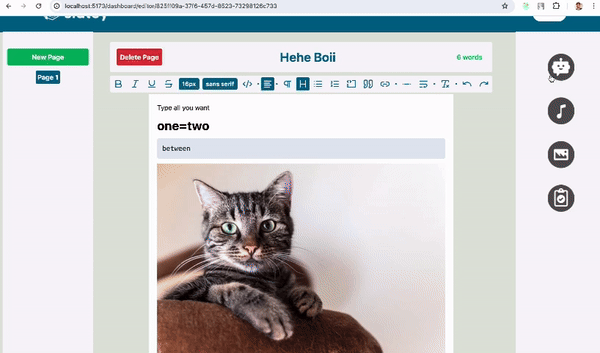 localhost:5173/dashboard/editor/8251f09a-37f6-457d-8523-73298126c733
New Page
Page 1
Delete Page
Hehe Boii
6 words
16px
sans serif
Type all you want
one=two
between